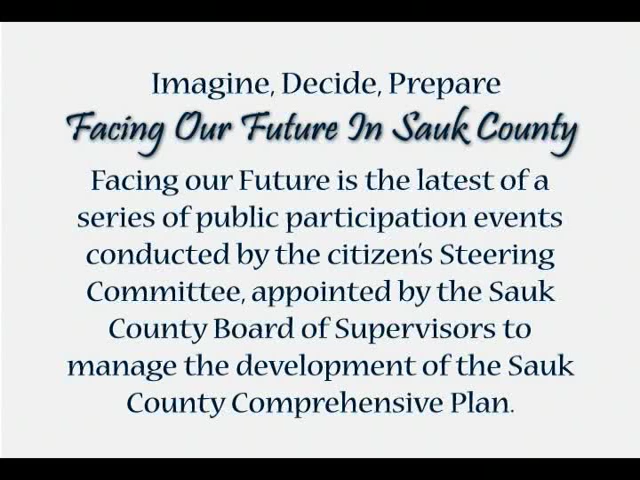 Imagine, Decide, Prepare
Facing Our Future In Sauk County
Facing our Future is the latest of a
series of public participation events
conducted by the citizen's Steering
Committee, appointed by the Sauk
County Board of Supervisors to
manage the development of the Sauk
County Comprehensive Plan.